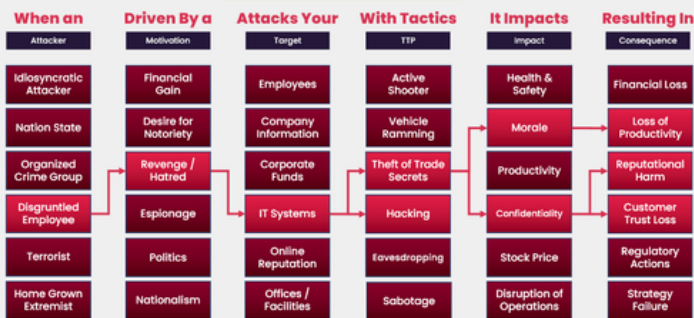 When an Driven By a Attacks Your With Tactics It Impacts Resulting In
Attacker Motivation Target TTP Impact Consequence
Idiosyncratic
Attacker
Financial
Gain
Employees
Active
Shooter
Health &
Safety
Financial Loss
Nation State
Desire for
Notoriety
Company
Information
Vehicle
Ramming
Morale
Loss of
Productivity
Organized
Crime Group
Revenge /
Hatred
Corporate
Funds
Theft of Trade
Secrets
Productivity
Reputational
Harm
Disgruntled
Employee
Espionage
IT Systems
Hacking
Confidentiality
Customer
Trust Loss
Terrorist
Politics
Online
Reputation
Eavesdropping
Stock Price
Regulatory
Actions
Home Grown
Extremist
Nationalism
Offices /
Facilities
Sabotage
Disruption of
Operations
Strategy
Failure